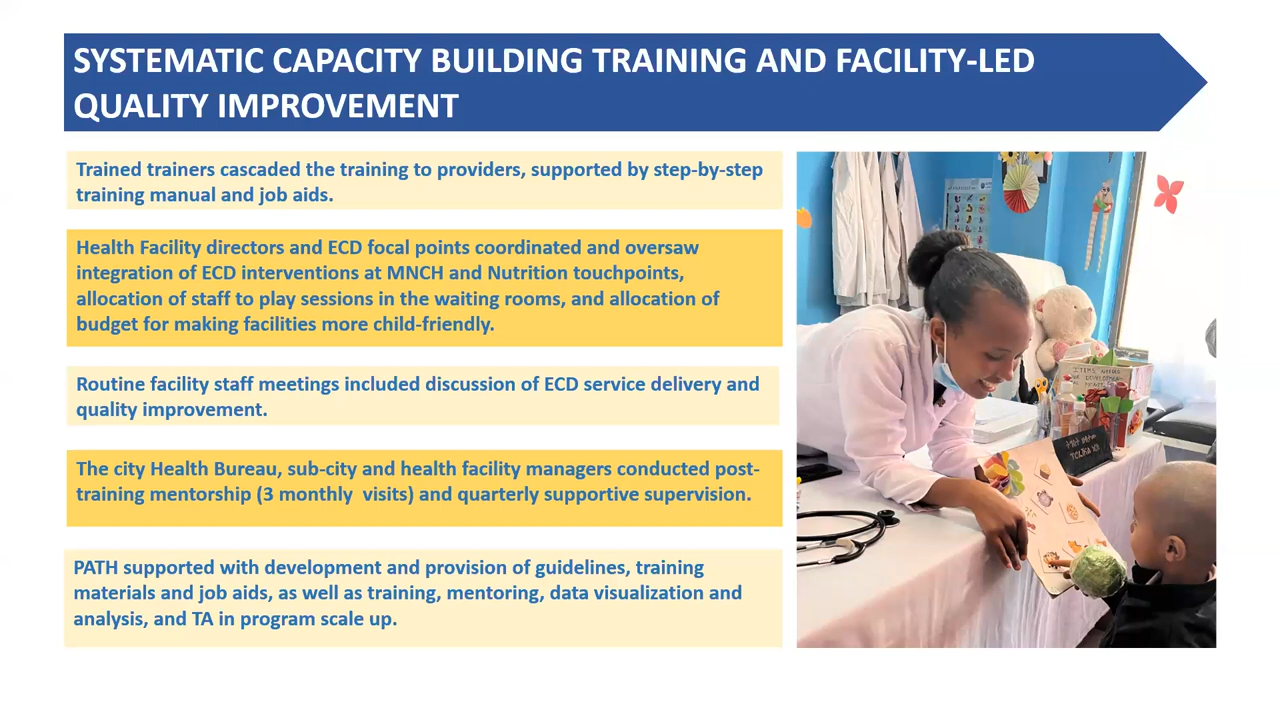 SYSTEMATIC CAPACITY BUILDING TRAINING AND FACILITY-LED
QUALITY IMPROVEMENT
Trained trainers cascaded the training to providers, supported by step-by-step
training manual and job aids.
Health Facility directors and ECD focal points coordinated and oversaw
integration of ECD interventions at MNCH and Nutrition touchpoints,
allocation of staff to play sessions in the waiting rooms, and allocation of
budget for making facilities more child-friendly.
Routine facility staff meetings included discussion of ECD service delivery and
quality improvement.
The city Health Bureau, sub-city and health facility managers conducted post-
training mentorship (3 monthly  visits) and quarterly supportive supervision.
PATH supported with development and provision of guidelines, training
materials and job aids, as well as training, mentoring, data visualization and
analysis, and TA in program scale up.
ITEMS